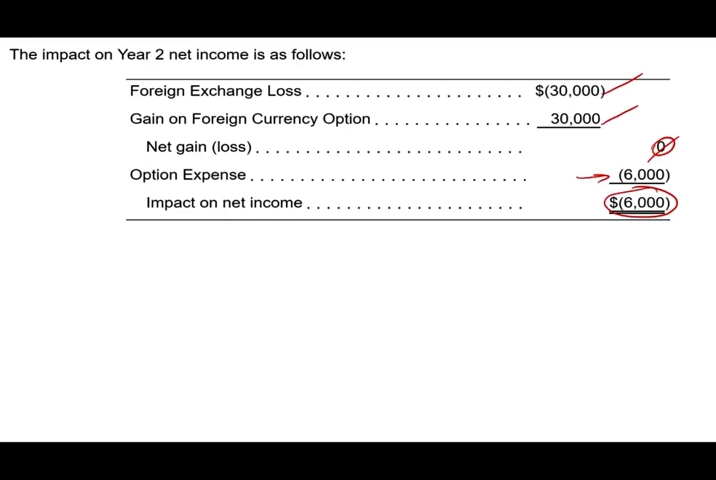 The impact on Year 2 net income is as follows:
Foreign Exchange Loss . . . . . . . . . . . . . . . . . . . . . . $(30,000)
Gain on Foreign Currency Option . . . . . . . . . . . . . . . . 30,000
Net gain (loss) . . . . . . . . . . . . . . . . . . . . . . . . . . . 0
Option Expense . . . . . . . . . . . . . . . . . . . . . . . . . . . . (6,000)
Impact on net income . . . . . . . . . . . . . . . . . . . . . . $(6,000)